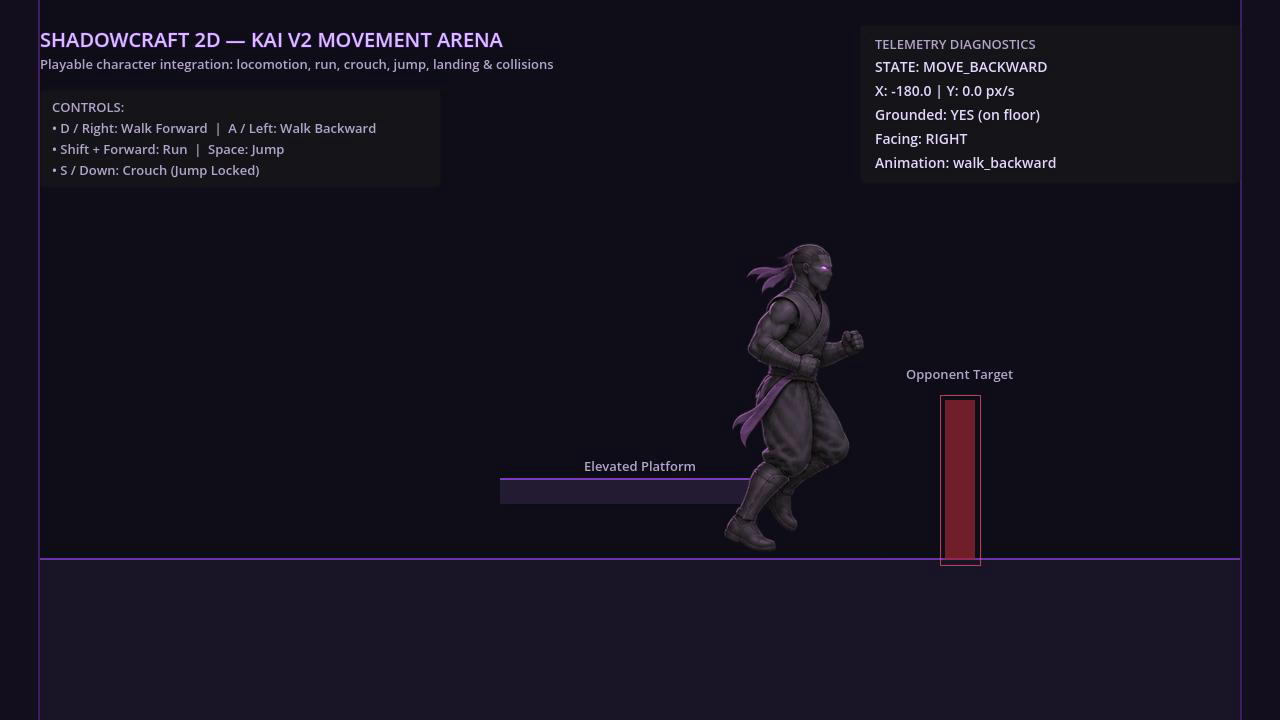 SHADOWCRAFT 2D — KAI V2 MOVEMENT ARENA
Playable character integration: locomotion, run, crouch, jump, landing & collisions
CONTROLS:
• D / Right: Walk Forward | A / Left: Walk Backward
• Shift + Forward: Run | Space: Jump
• S / Down: Crouch (Jump Locked)
TELEMETRY DIAGNOSTICS
STATE: MOVE_BACKWARD
X: -180.0 | Y: 0.0 px/s
Grounded: YES (on floor)
Facing: RIGHT
Animation: walk_backward
Opponent Target
Elevated Platform